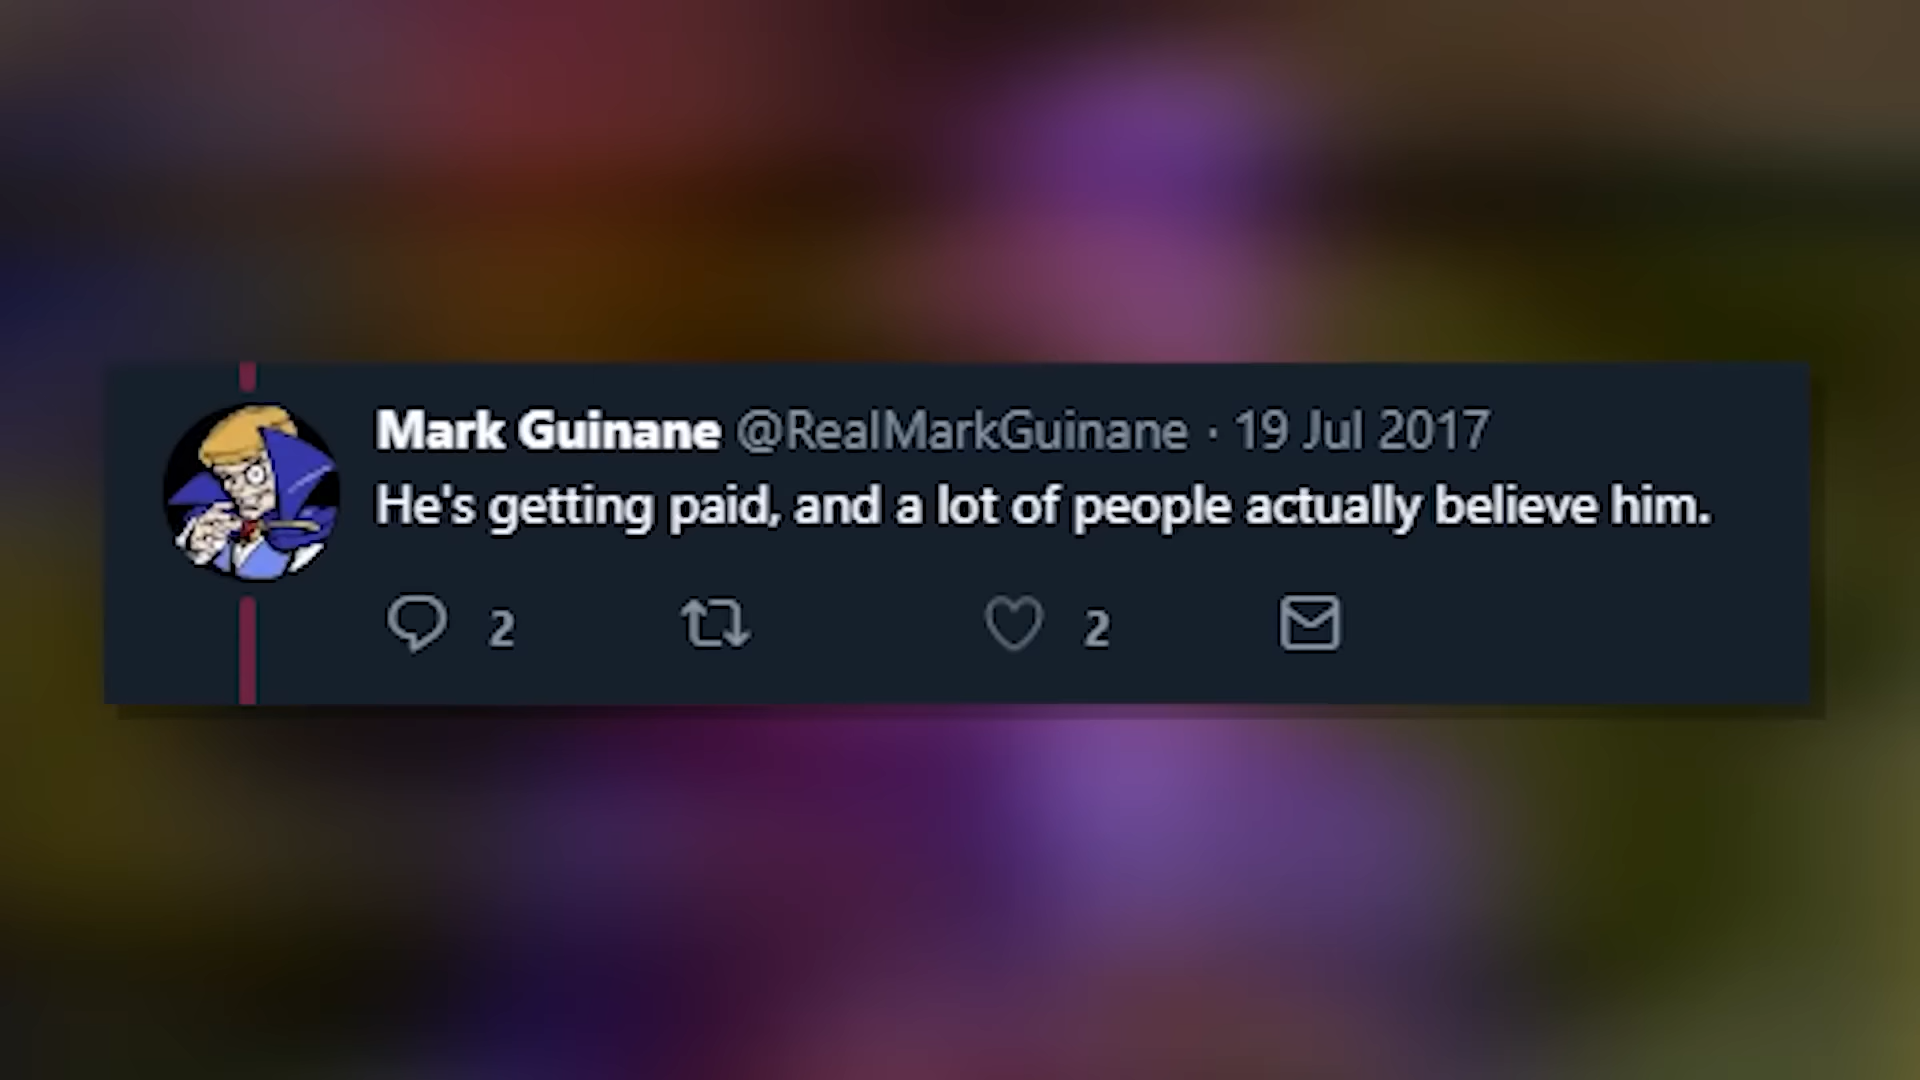 Mark Guinane @RealMarkGuinane · 19 Jul 2017
He's getting paid, and a lot of people actually believe him.
2 2